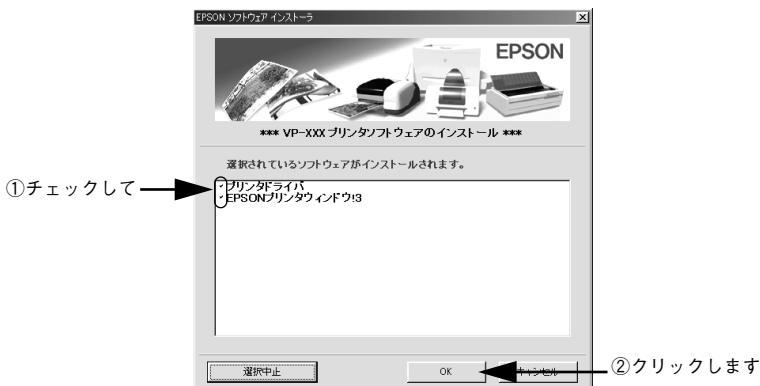 EPSON ソフトウェア インストーラ
EPSON
*** VP-XXX プリンタソフトウェアのインストール ***
選択されているソフトウェアがインストールされます。
①チェックして
プリンタドライバ
EPSONプリンタウィンドウ!3
選択中止
OK
キャンセル
②クリックします